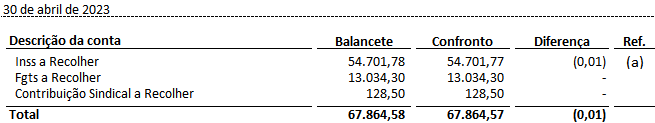 30 de abril de 2023
Descrição da conta Balancete Confronto Diferença Ref.
Inss a Recolher 54.701,78 54.701,77 (0,01) (a)
Fgts a Recolher 13.034,30 13.034,30 -
Contribuição Sindical a Recolher 128,50 128,50 -
Total 67.864,58 67.864,57 (0,01)